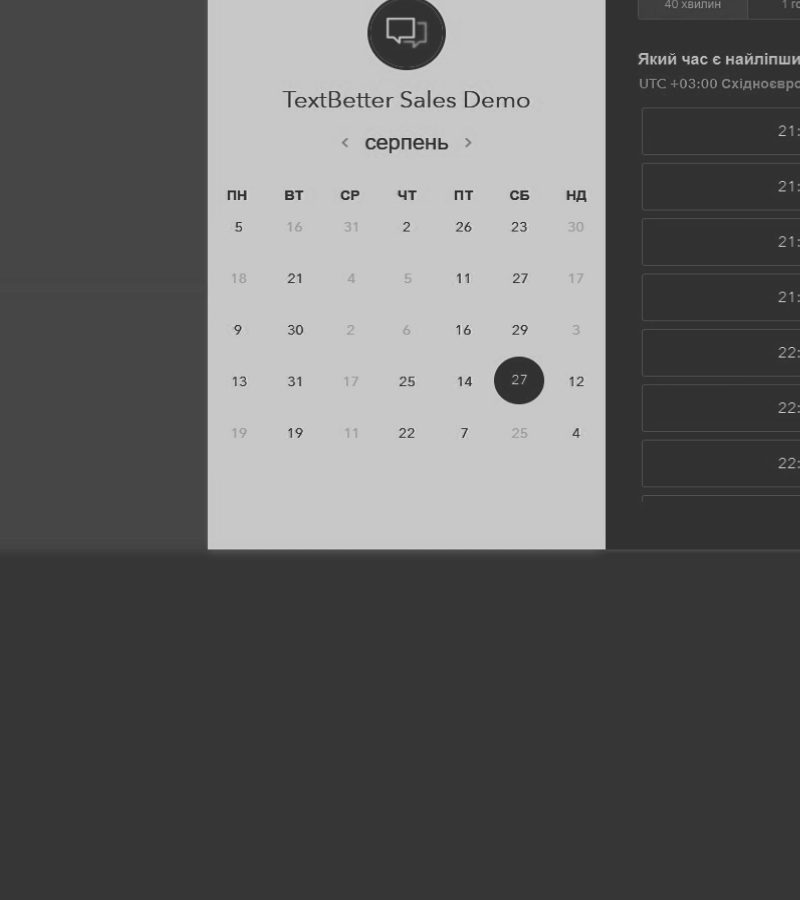 TextBetter Sales Demo
‹ серпень ›
ПН ВТ СР ЧТ ПТ СБ НД
5 16 31 2 26 23 30
18 21 4 5 11 27 17
9 30 2 6 16 29 3
13 31 17 25 14 27 12
19 19 11 22 7 25 4
40 хвилин 1
Який час є
UTC +03:00
21:
21:
21:
21:
22:
22:
22: